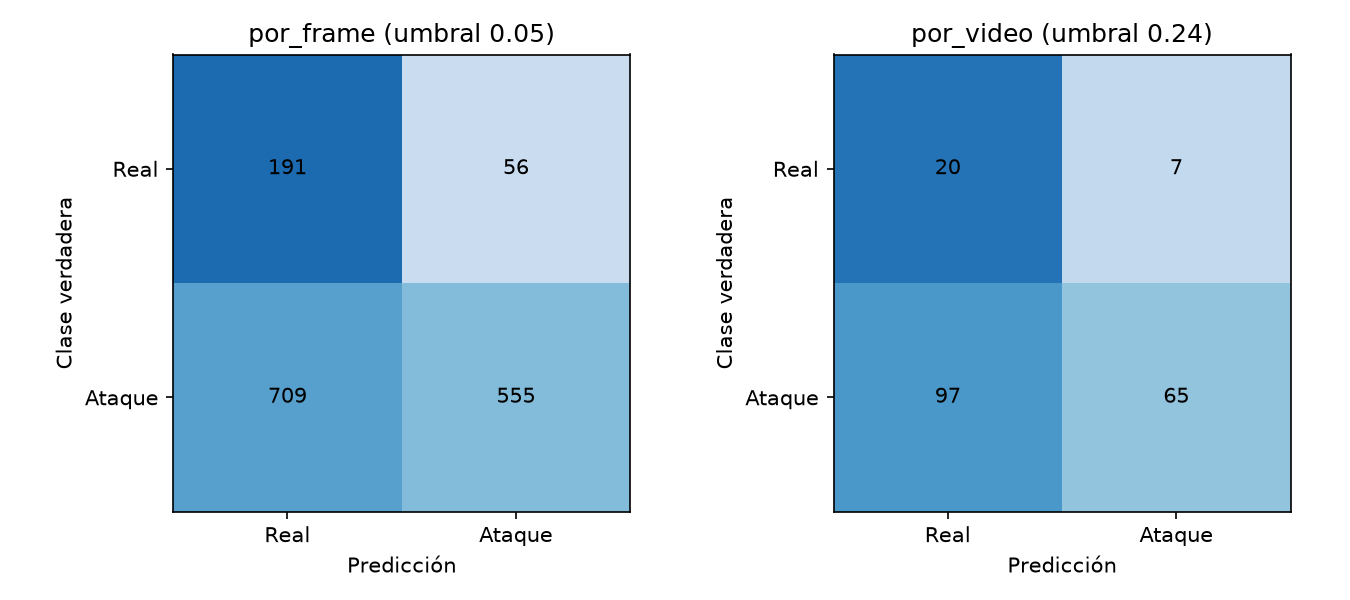 por_frame (umbral 0.05)
Clase verdadera
Real
191
56
Ataque
709
555
Real
Ataque
Predicción
por_video (umbral 0.24)
Clase verdadera
Real
20
7
Ataque
97
65
Real
Ataque
Predicción